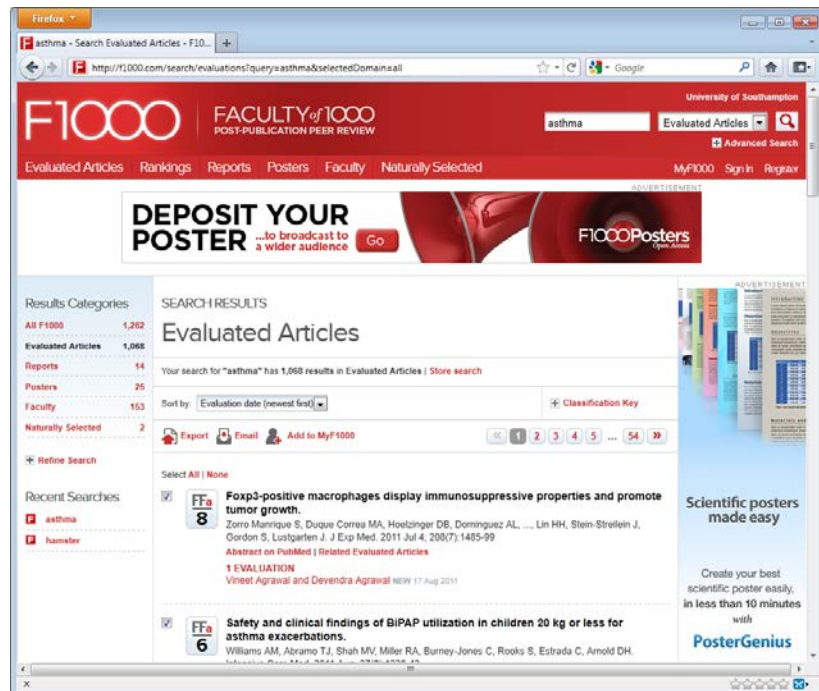 Firefox
asthma - Search Evaluated Articles - F10...
http://f1000.com/search/evaluations?query=asthma&selectedDomain=all
Google
F1000
FACULTY of 1000
POST-PUBLICATION PEER REVIEW
University of Southampton
asthma
Evaluated Articles
Advanced Search
Evaluated Articles Rankings Reports Posters Faculty Naturally Selected
MyF1000 Sign In Register
ADVERTISEMENT
DEPOSIT YOUR
POSTER ...to broadcast to
a wider audience
Go
F1000Posters
Open Access
Results Categories
All F1000 1,262
Evaluated Articles 1,068
Reports 14
Posters 25
Faculty 153
Naturally Selected 2
Refine Search
Recent Searches
asthma
hamster
SEARCH RESULTS
Evaluated Articles
Your search for "asthma" has 1,068 results in Evaluated Articles | Store search
Sort by: Evaluation date (newest first)
Classification Key
Export Email Add to MyF1000
« 1 2 3 4 5 ... 54 »
Select All | None
FFa
8
Foxp3-positive macrophages display immunosuppressive properties and promote
tumor growth.
Zorro Manrique S, Duque Correa MA, Hoelzinger DB, Dominguez AL, ..., Lin HH, Stein-Streilein J,
Gordon S, Lustgarten J. J Exp Med. 2011 Jul 4, 208(7):1485-99
Abstract on PubMed | Related Evaluated Articles
1 EVALUATION
Vineet Agrawal and Devendra Agrawal NEW 17 Aug 2011
FFa
6
Safety and clinical findings of BiPAP utilization in children 20 kg or less for
asthma exacerbations.
Williams AM, Abramo TJ, Shah MV, Miller RA, Burney-Jones C, Rooks S, Estrada C, Arnold DH.
ADVERTISEMENT
Scientific posters
made easy
Create your best
scientific poster easily,
in less than 10 minutes
with
PosterGenius